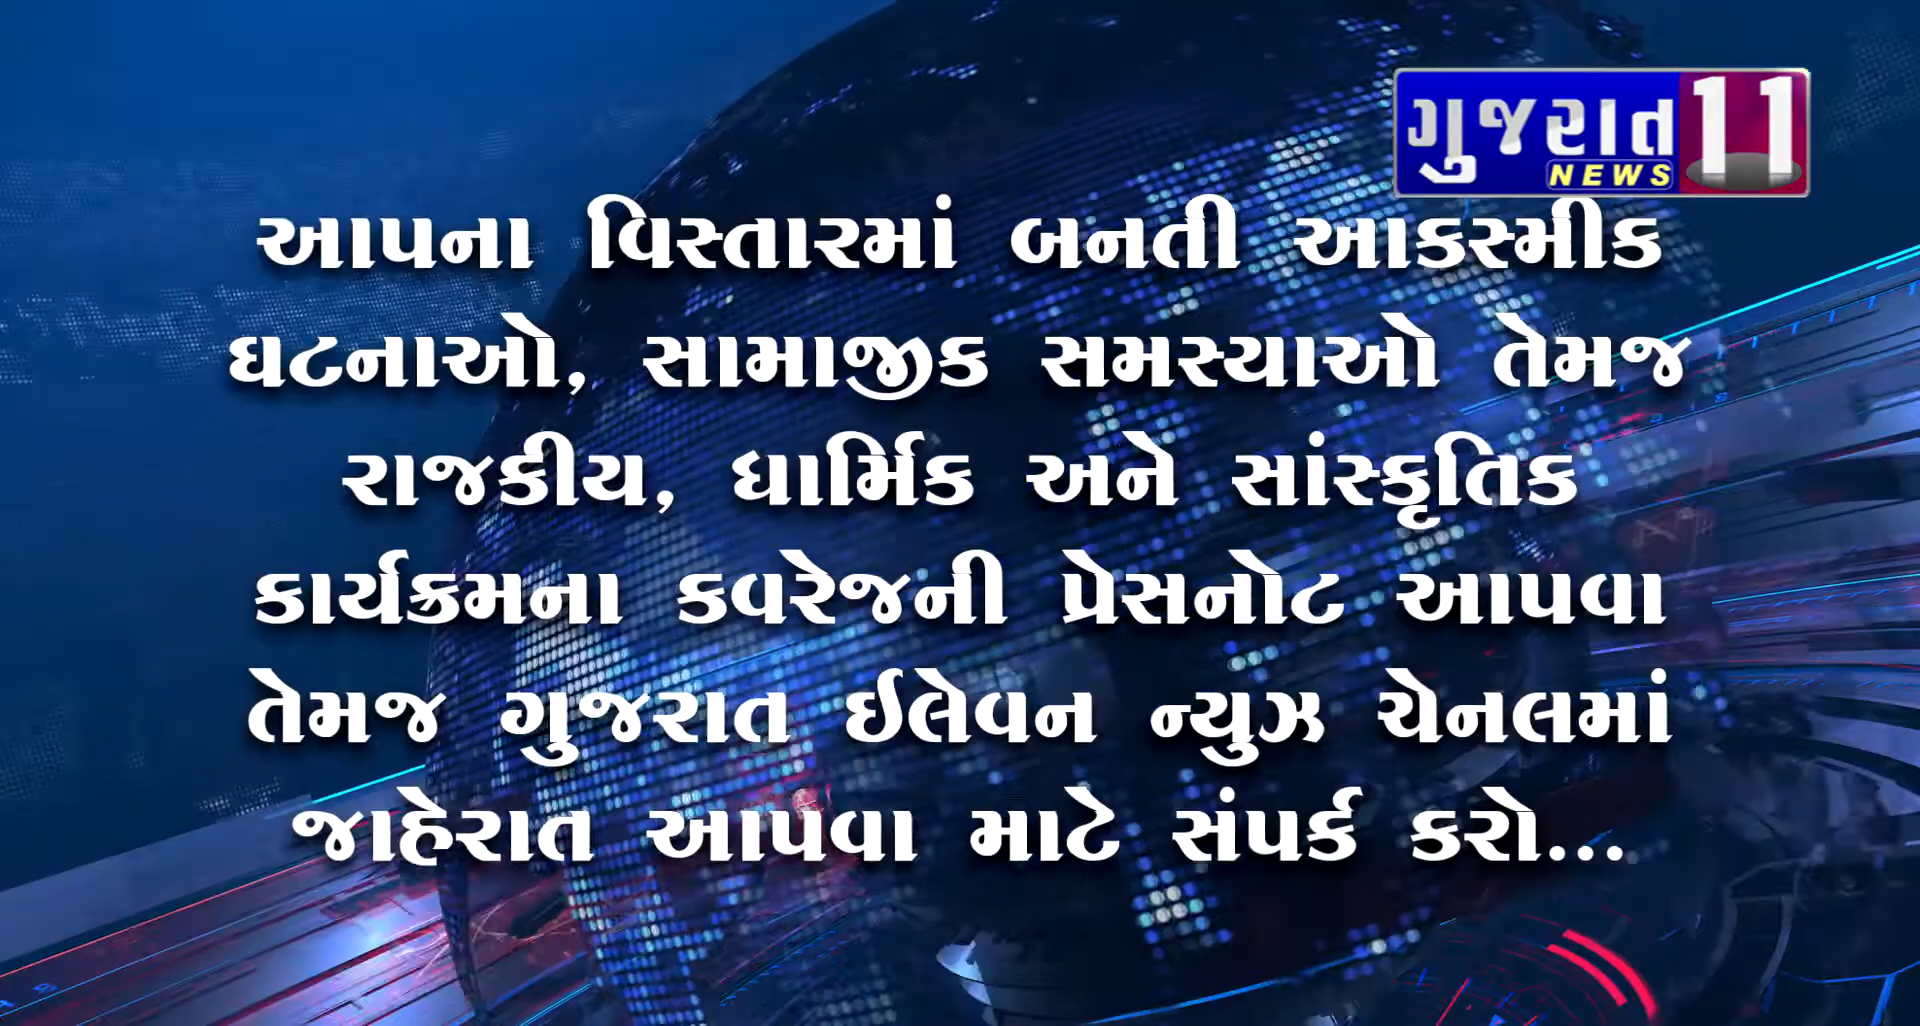 ગુજરાત 11
NEWS
આપના વિસ્તારમાં બનતી આકસ્મીક
ઘટનાઓ, સામાજીક સમસ્યાઓ તેમજ
રાજકીય, ધાર્મિક અને સાંસ્કૃતિક
કાર્યક્રમના કવરેજની પ્રેસનોટ આપવા
તેમજ ગુજરાત ઈલેવન ન્યુઝ ચેનલમાં
જાહેરાત આપવા માટે સંપર્ક કરો...